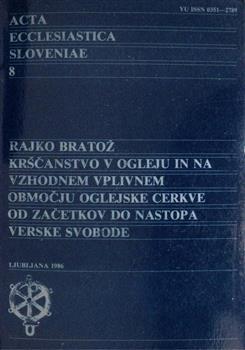 YU ISSN 0351—2789
ACTA
ECCLESIASTICA
SLOVENIAE
8
RAJKO BRATOŽ
KRŠČANSTVO V OGLEJU IN NA
VZHODNEM VPLIVNEM
OBMOČJU OGLEJSKE CERKVE
OD ZAČETKOV DO NASTOPA
VERSKE SVOBODE
LJUBLJANA 1986